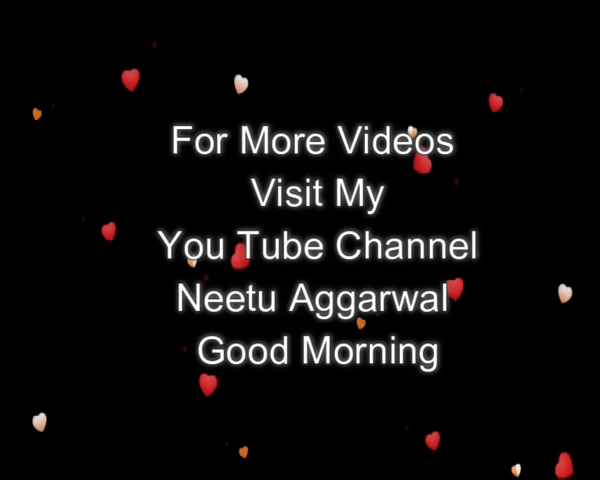 For More Videos
Visit My
You Tube Channel
Neetu Aggarwal
Good Morning